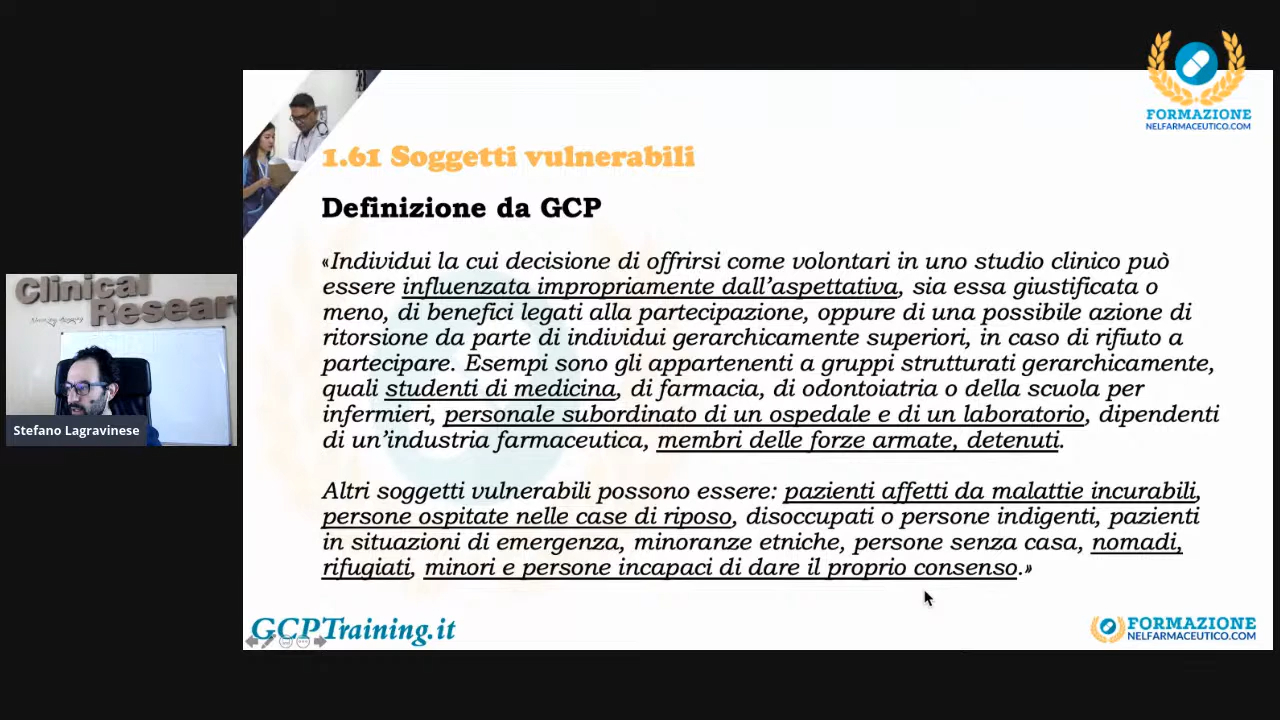 FORMAZIONE
NELFARMACEUTICO.COM
1.61 Soggetti vulnerabili
Definizione da GCP
«Individui la cui decisione di offrirsi come volontari in uno studio clinico può
essere influenzata impropriamente dall’aspettativa, sia essa giustificata o
meno, di benefici legati alla partecipazione, oppure di una possibile azione di
ritorsione da parte di individui gerarchicamente superiori, in caso di rifiuto a
partecipare. Esempi sono gli appartenenti a gruppi strutturati gerarchicamente,
quali studenti di medicina, di farmacia, di odontoiatria o della scuola per
infermieri, personale subordinato di un ospedale e di un laboratorio, dipendenti
di un’industria farmaceutica, membri delle forze armate, detenuti.
Altri soggetti vulnerabili possono essere: pazienti affetti da malattie incurabili,
persone ospitate nelle case di riposo, disoccupati o persone indigenti, pazienti
in situazioni di emergenza, minoranze etniche, persone senza casa, nomadi,
rifugiati, minori e persone incapaci di dare il proprio consenso.»
Clinical
Researc
Stefano Lagravinese
GCPTraining.it
FORMAZIONE
NELFARMACEUTICO.COM